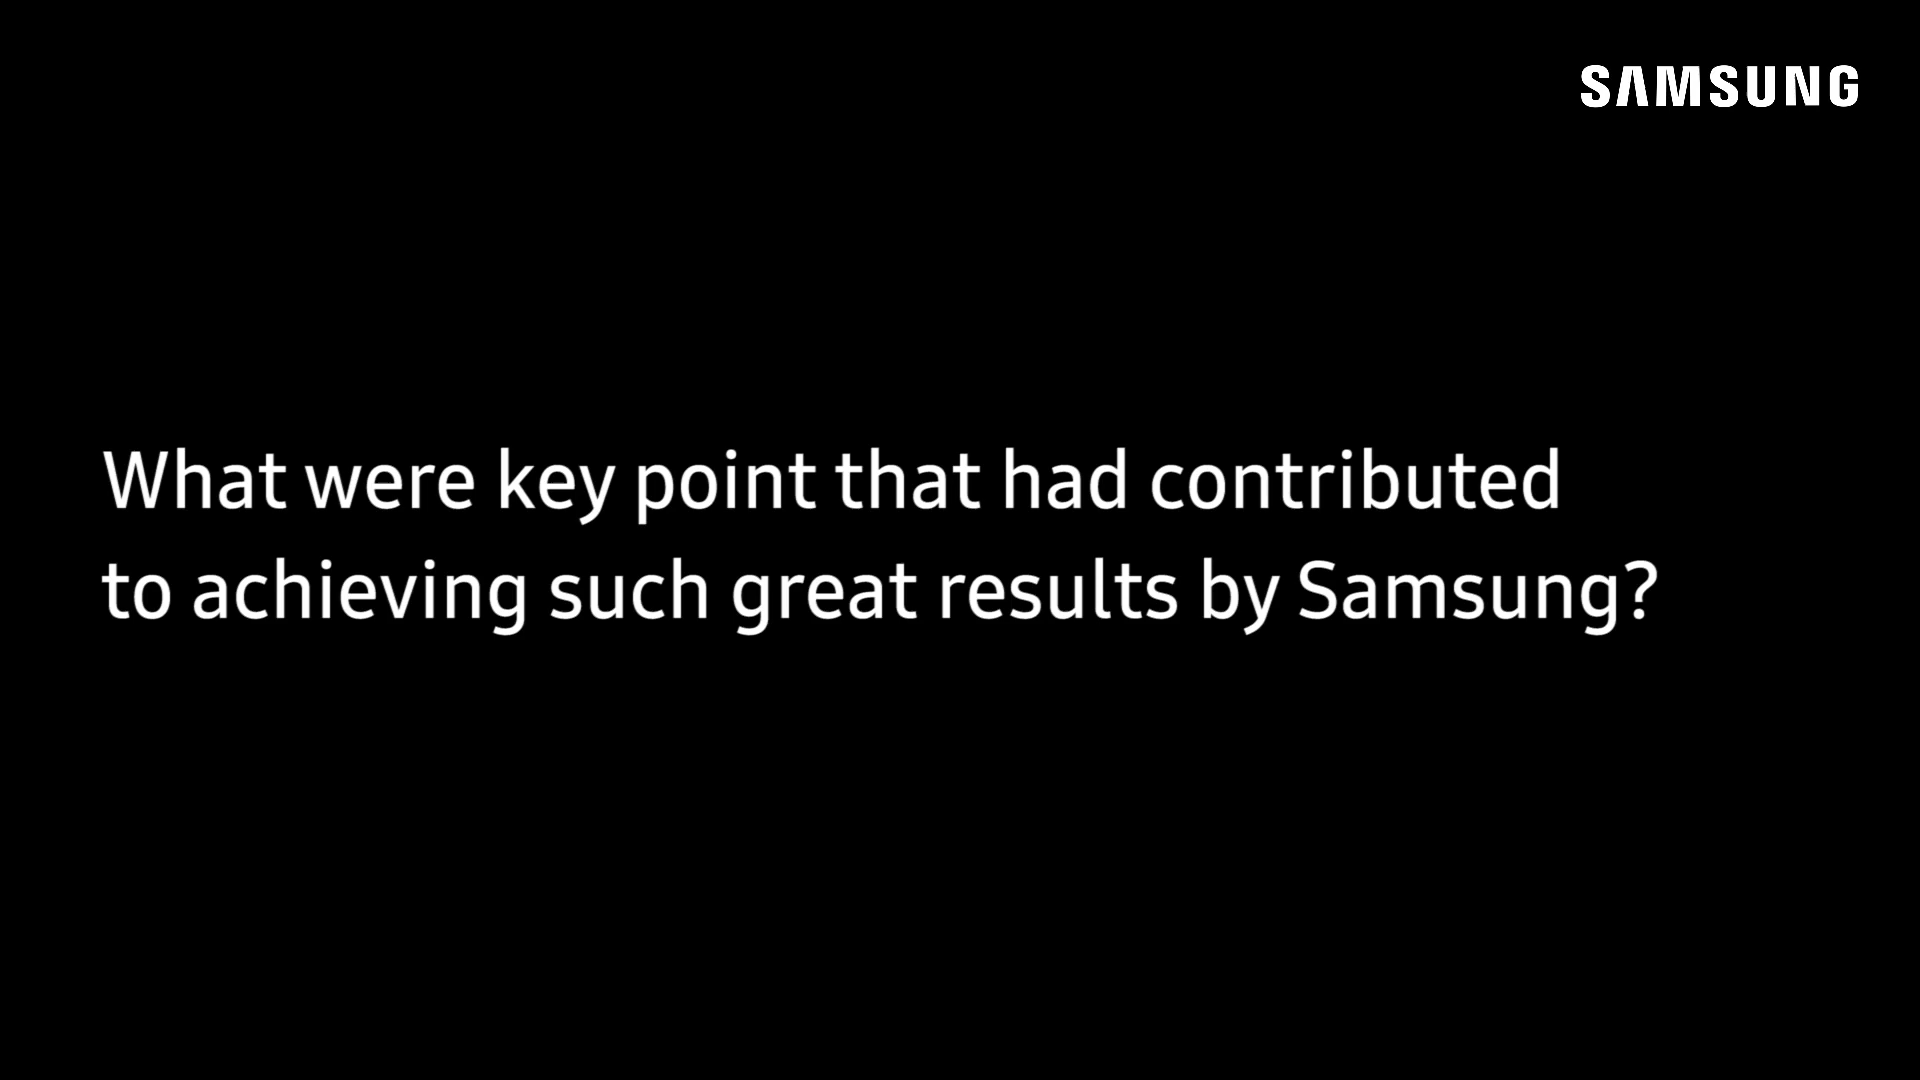 SAMSUNG
What were key point that had contributed
to achieving such great results by Samsung?